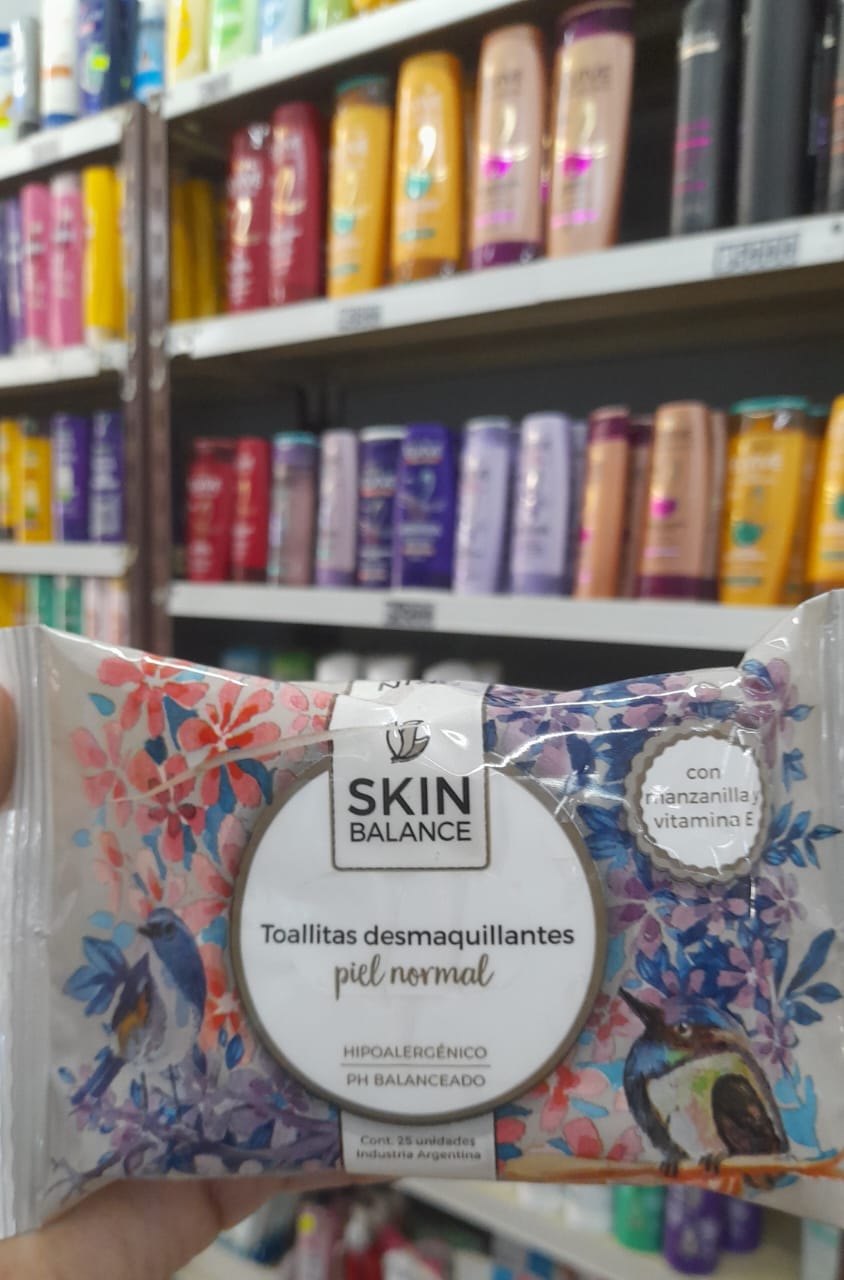 SKIN
BALANCE
con
manzanilla y
vitamina E
Toallitas desmaquillantes
piel normal
HIPOALERGÉNICO
PH BALANCEADO
Cont. 25 unidades
Industria Argentina